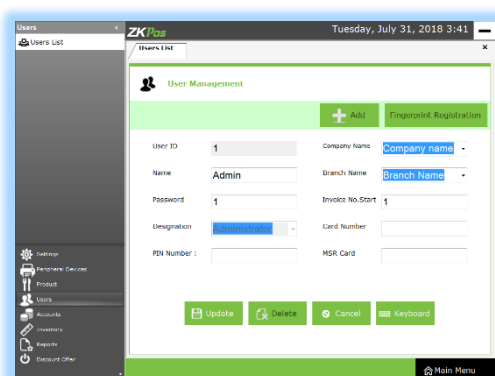 Users
Users List
ZKPos
Tuesday, July 31, 2018 3:41
Users List
x
User Management
Add
Fingerprint Registration
User ID 1
Company Name Company name
Name Admin
Branch Name Branch Name
Password 1
Invoice No.Start 1
Designation Administrator
Card Number
PIN Number :
MSR Card
Settings
Peripheral Devices
Product
Users
Accounts
Inventory
Reports
Discount Offer
Update
Delete
Cancel
Keyboard
Main Menu